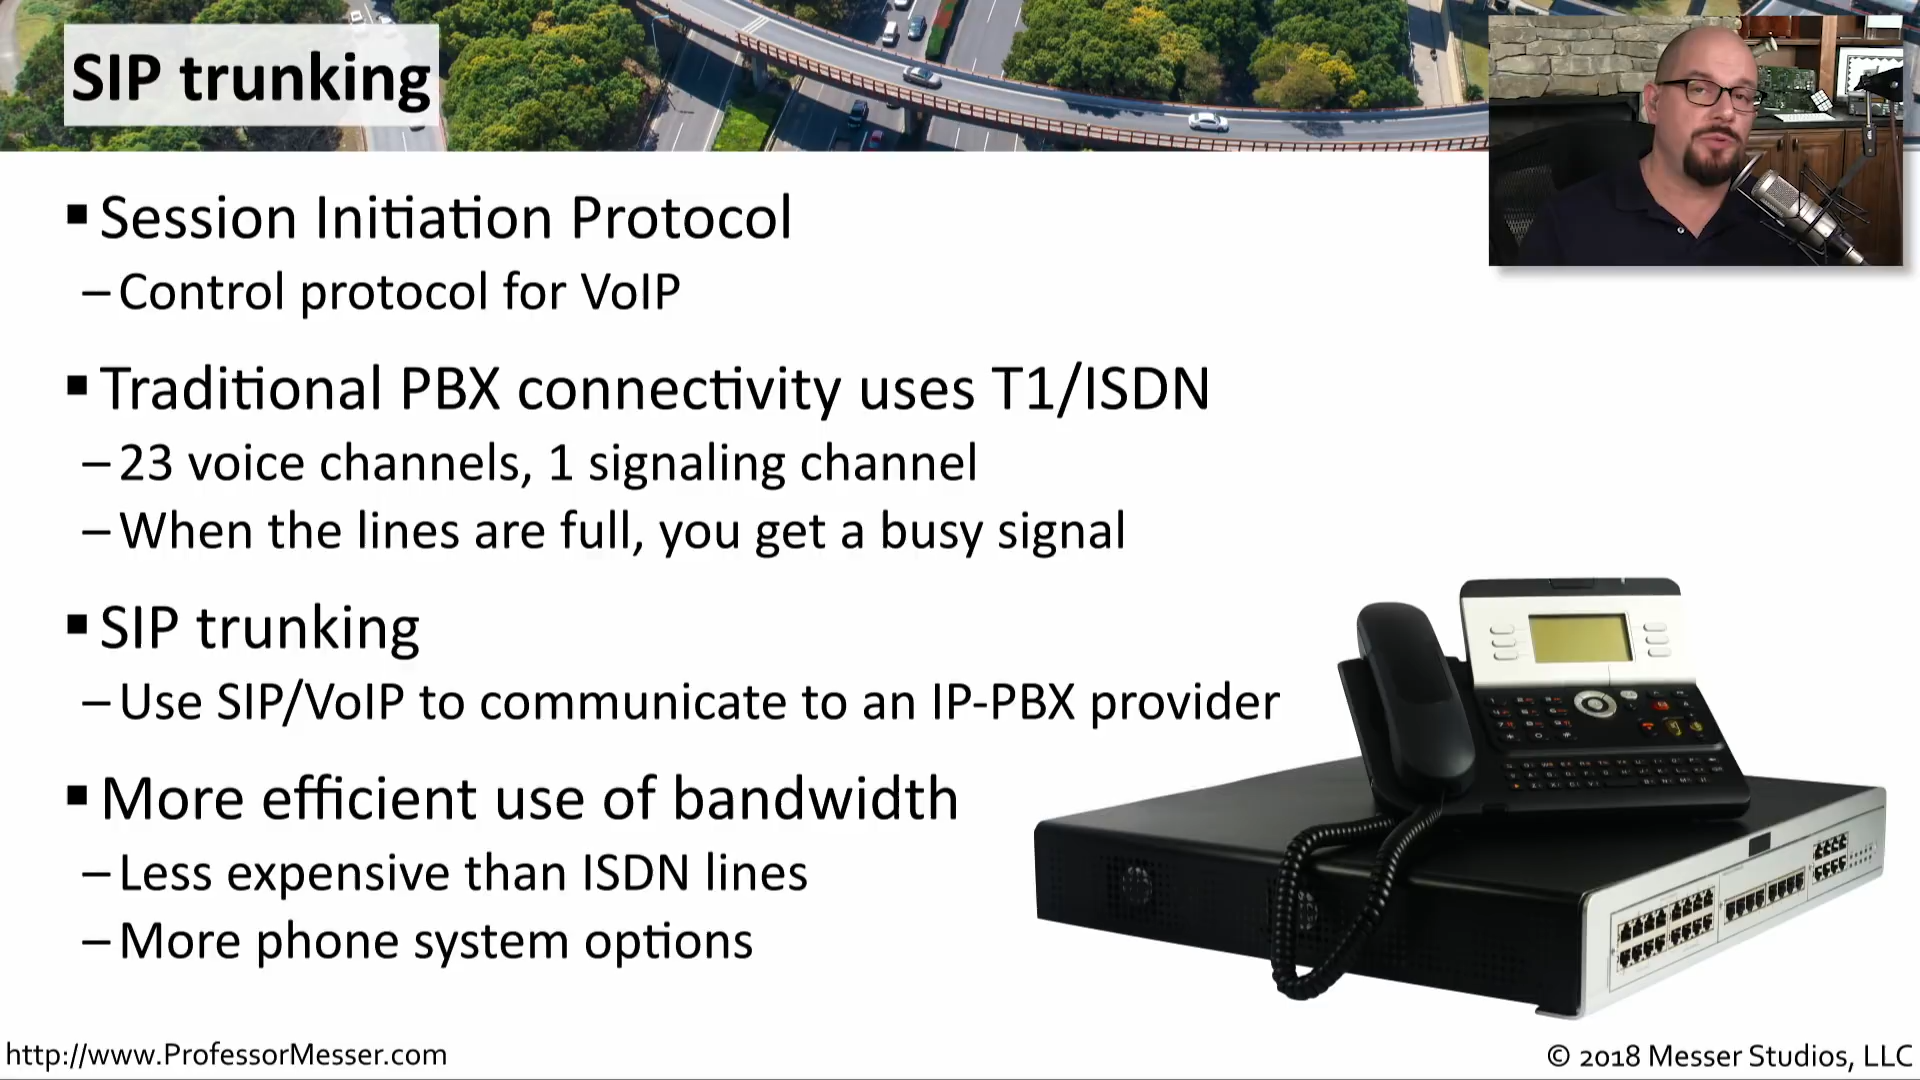 SIP trunking
▪ Session Initiation Protocol
– Control protocol for VoIP
▪ Traditional PBX connectivity uses T1/ISDN
– 23 voice channels, 1 signaling channel
– When the lines are full, you get a busy signal
▪ SIP trunking
– Use SIP/VoIP to communicate to an IP-PBX provider
▪ More efficient use of bandwidth
– Less expensive than ISDN lines
– More phone system options
http://www.ProfessorMesser.com
© 2018 Messer Studios, LLC